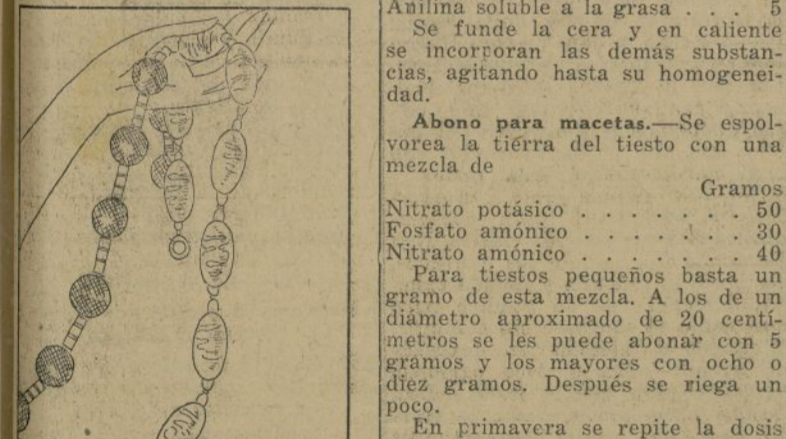 Anilina soluble a la grasa . . . 5
Se funde la cera y en caliente
se incorporan las demás substan-
cias, agitando hasta su homogenei-
dad.
Abono para macetas.—Se espol-
vorea la tierra del tiesto con una
mezcla de
Gramos
Nitrato potásico . . . . . . . 50
Fosfato amónico . . . . . . . 30
Nitrato amónico . . . . . . . 40
Para tiestos pequeños basta un
gramo de esta mezcla. A los de un
diámetro aproximado de 20 centí-
metros se les puede abonar con 5
gramos y los mayores con ocho o
diez gramos. Después se riega un
poco.
En primavera se repite la dosis